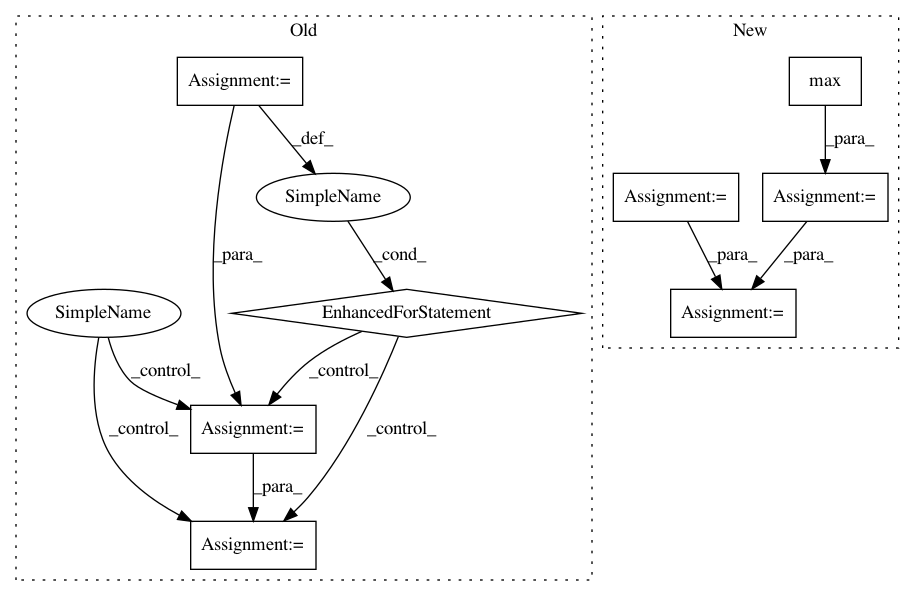 Old
New
Assignment:=
max
_def_
_para_
SimpleName
Assignment:=
Assignment:=
_para_
_cond_
_para_
_para_
SimpleName
EnhancedForStatement
Assignment:=
_control_
_control_
Assignment:=
_control_
_control_
_para_
Assignment:=